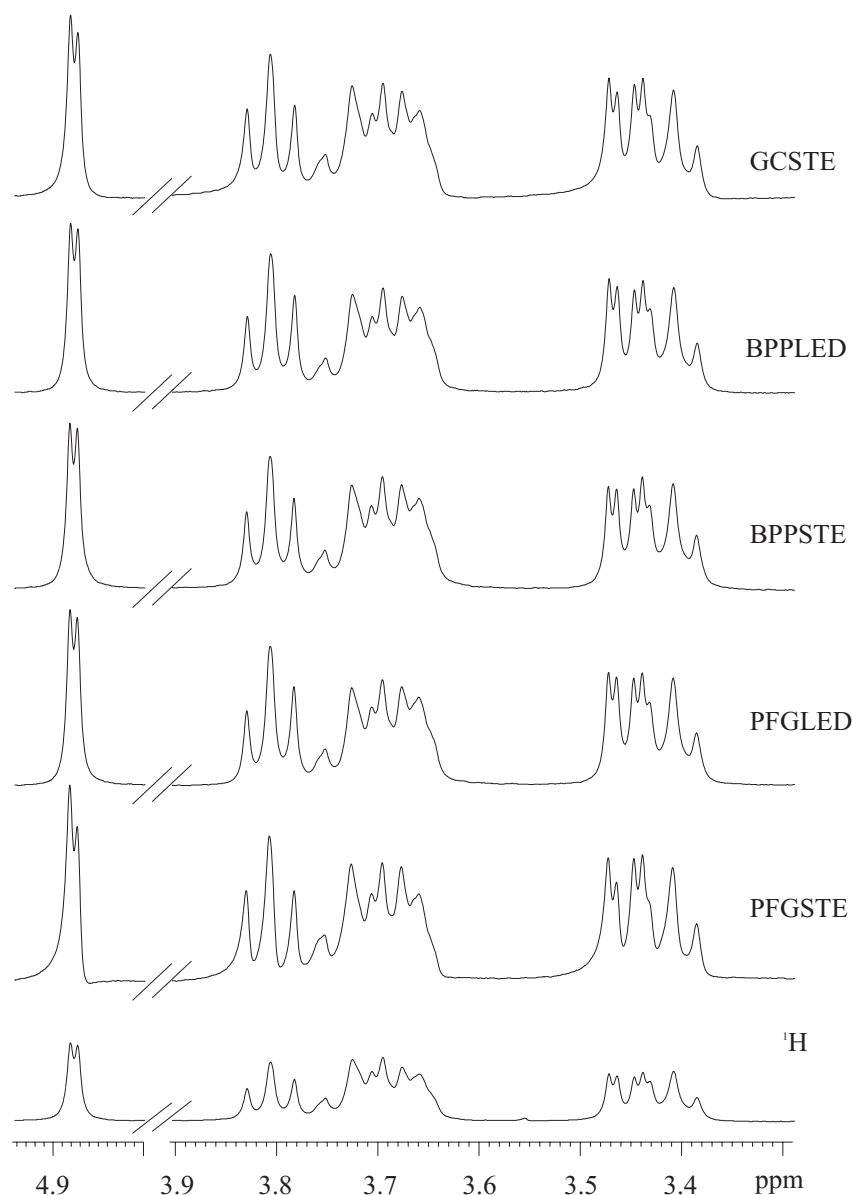 GCSTE
BPPLED
BPPSTE
PFGLED
PFGSTE
¹H
4.9 3.9 3.8 3.7 3.6 3.5 3.4 ppm